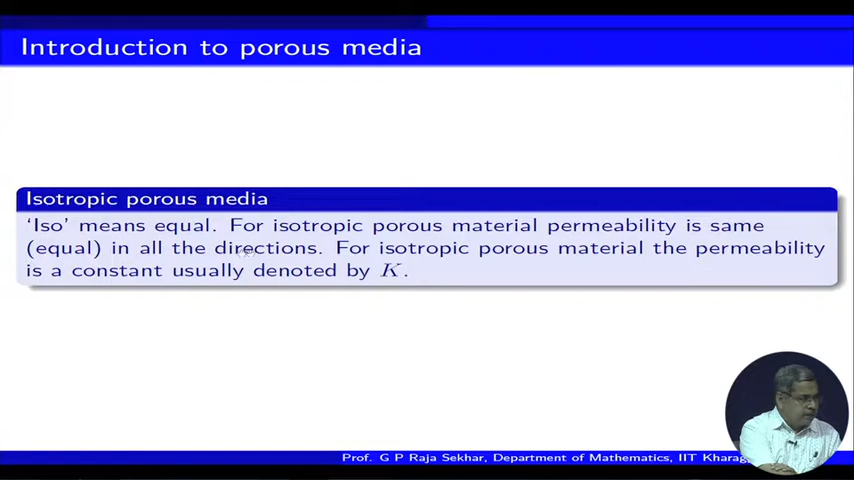 Introduction to porous media
Isotropic porous media
‘Iso’ means equal. For isotropic porous material permeability is same
(equal) in all the directions. For isotropic porous material the permeability
is a constant usually denoted by K.
Prof. G P Raja Sekhar, Department of Mathematics, IIT